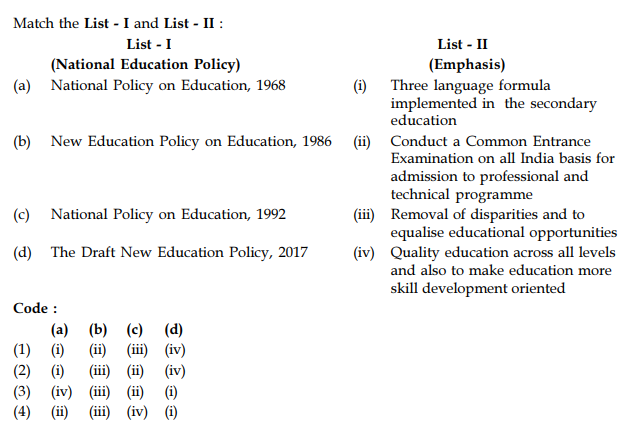 Match the List - I and List - II :
List - I List - II
(National Education Policy) (Emphasis)
(a) National Policy on Education, 1968 (i) Three language formula
implemented in the secondary
education
(b) New Education Policy on Education, 1986 (ii) Conduct a Common Entrance
Examination on all India basis for
admission to professional and
technical programme
(c) National Policy on Education, 1992 (iii) Removal of disparities and to
equalise educational opportunities
(d) The Draft New Education Policy, 2017 (iv) Quality education across all levels
and also to make education more
skill development oriented
Code :
(a) (b) (c) (d)
(1) (i) (ii) (iii) (iv)
(2) (i) (iii) (ii) (iv)
(3) (iv) (iii) (ii) (i)
(4) (ii) (iii) (iv) (i)